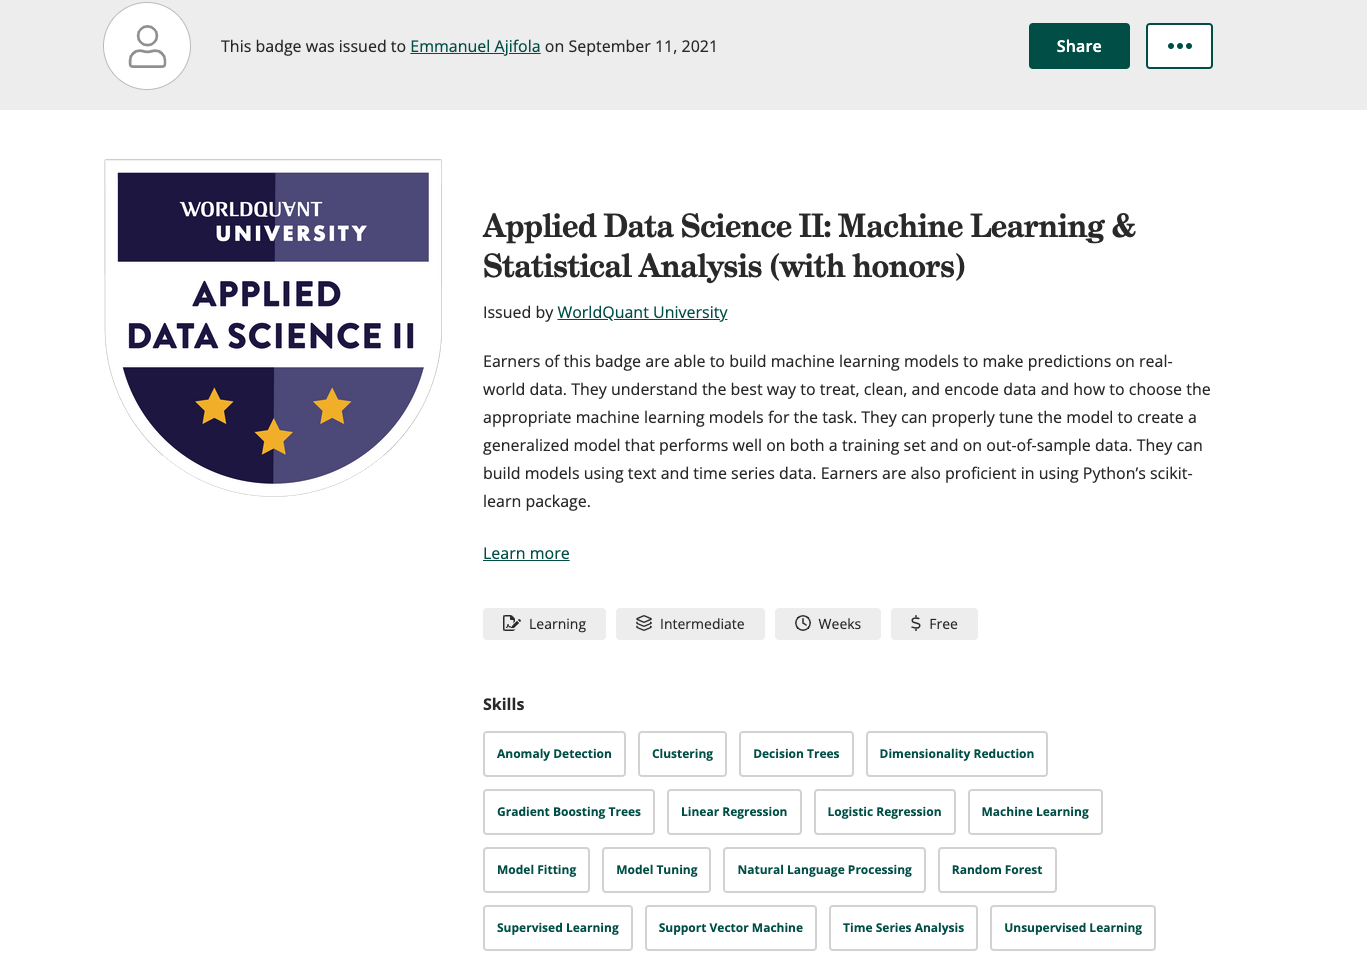 This badge was issued to Emmanuel Ajifola on September 11, 2021
Share
WORLDQUANT
UNIVERSITY
APPLIED
DATA SCIENCE II
Applied Data Science II: Machine Learning &
Statistical Analysis (with honors)
Issued by WorldQuant University
Earners of this badge are able to build machine learning models to make predictions on real-
world data. They understand the best way to treat, clean, and encode data and how to choose the
appropriate machine learning models for the task. They can properly tune the model to create a
generalized model that performs well on both a training set and on out-of-sample data. They can
build models using text and time series data. Earners are also proficient in using Python’s scikit-
learn package.
Learn more
Learning Intermediate Weeks $ Free
Skills
Anomaly Detection Clustering Decision Trees Dimensionality Reduction
Gradient Boosting Trees Linear Regression Logistic Regression Machine Learning
Model Fitting Model Tuning Natural Language Processing Random Forest
Supervised Learning Support Vector Machine Time Series Analysis Unsupervised Learning